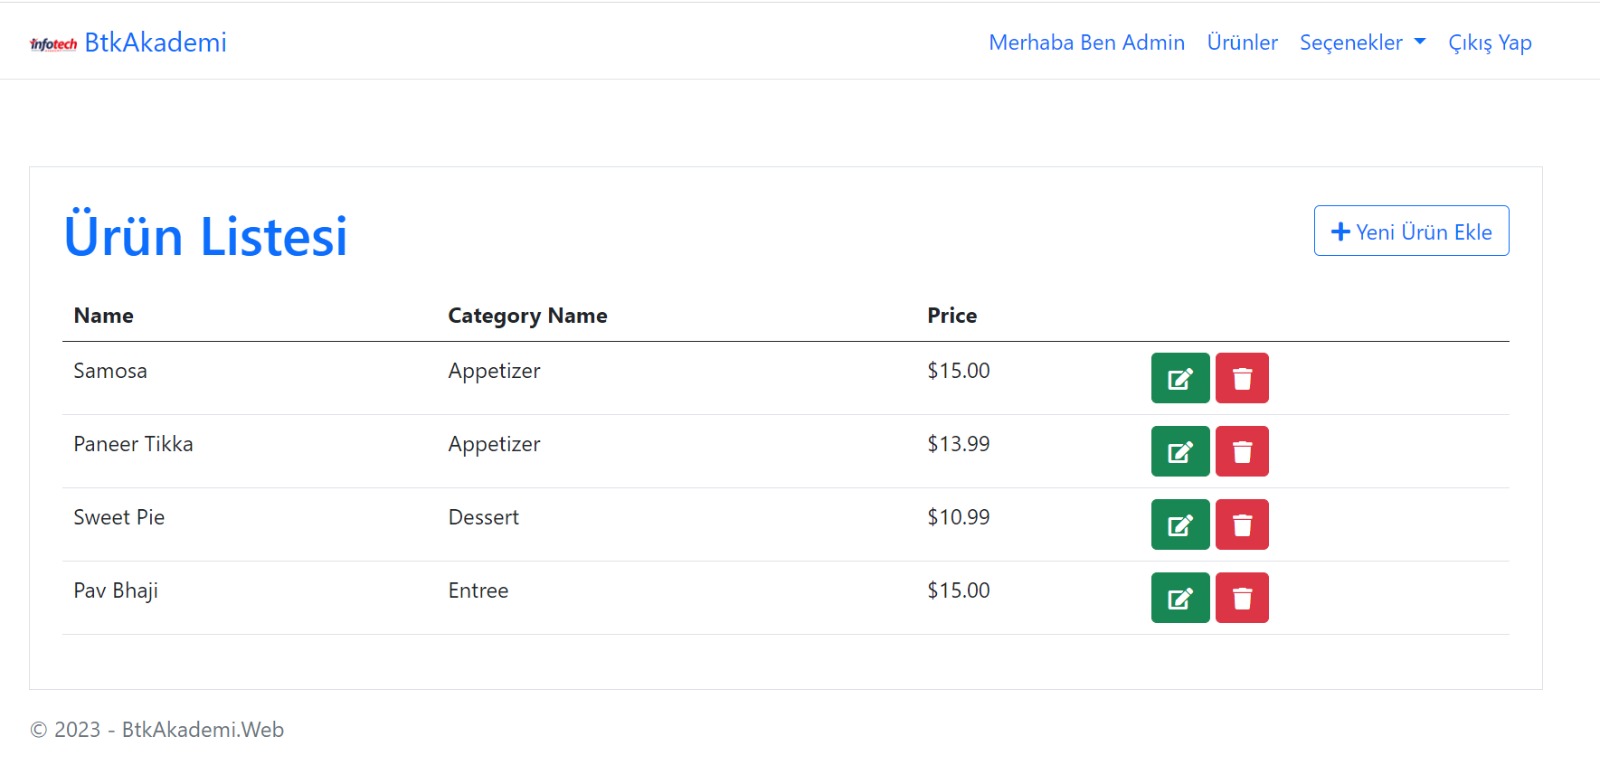 infotech BtkAkademi Merhaba Ben Admin Ürünler Seçenekler Çıkış Yap
Ürün Listesi Yeni Ürün Ekle
Name Category Name Price
Samosa Appetizer $15.00
Paneer Tikka Appetizer $13.99
Sweet Pie Dessert $10.99
Pav Bhaji Entree $15.00
© 2023 - BtkAkademi.Web